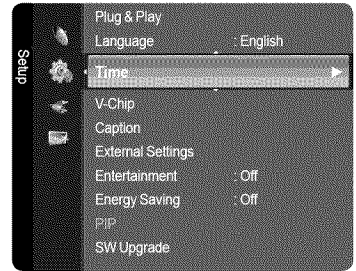 Setup
Plug & Play
Language : English
Time
V-Chip
Caption
External Settings
Entertainment : Off
Energy Saving : Off
PIP
SW Upgrade